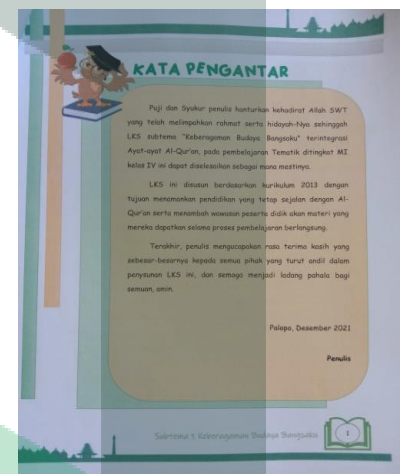 KATA PENGANTAR
Puji dan Syukur penulis hanturkan kehadirat Allah SWT
yang telah melimpahkan rahmat serta hidayah-Nya sehinggah
LKS subtema "Keberagaman Budaya Bangsaku" terintegrasi
Ayat-ayat Al-Qur'an, pada pembelajaran Tematik ditingkat MI
kelas IV ini dapat diselesaikan sebagai mana mestinya.
LKS ini disusun berdasarkan kurikulum 2013 dengan
tujuan menanamkan pendidikan yang tetap sejalan dengan Al-
Qur'an serta menambah wawasan peserta didik akan materi yang
mereka dapatkan selama proses pembelajaran berlangsung.
Terakhir, penulis mengucapakan rasa terima kasih yang
sebesar-besarnya kepada semua pihak yang turut andil dalam
penysunan LKS ini, dan semoga menjadi ladang pahala bagi
semuan, amin.
Palopo, Desember 2021
Penulis
Subtema 1: Keberagaman Budaya Bangsaku
1